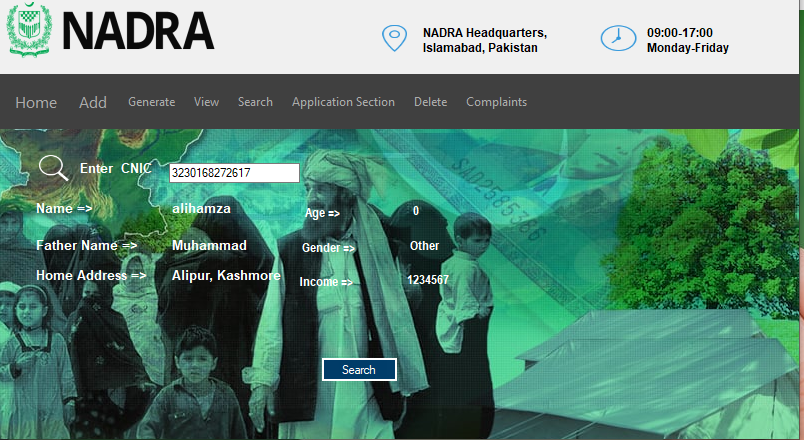 NADRA
NADRA Headquarters,
Islamabad, Pakistan
09:00-17:00
Monday-Friday
Home Add Generate View Search Application Section Delete Complaints
Enter CNIC 3230168272617
Name => alihamza Age => 0
Father Name => Muhammad Gender => Other
Home Address => Alipur, Kashmore Income => 1234567
Search